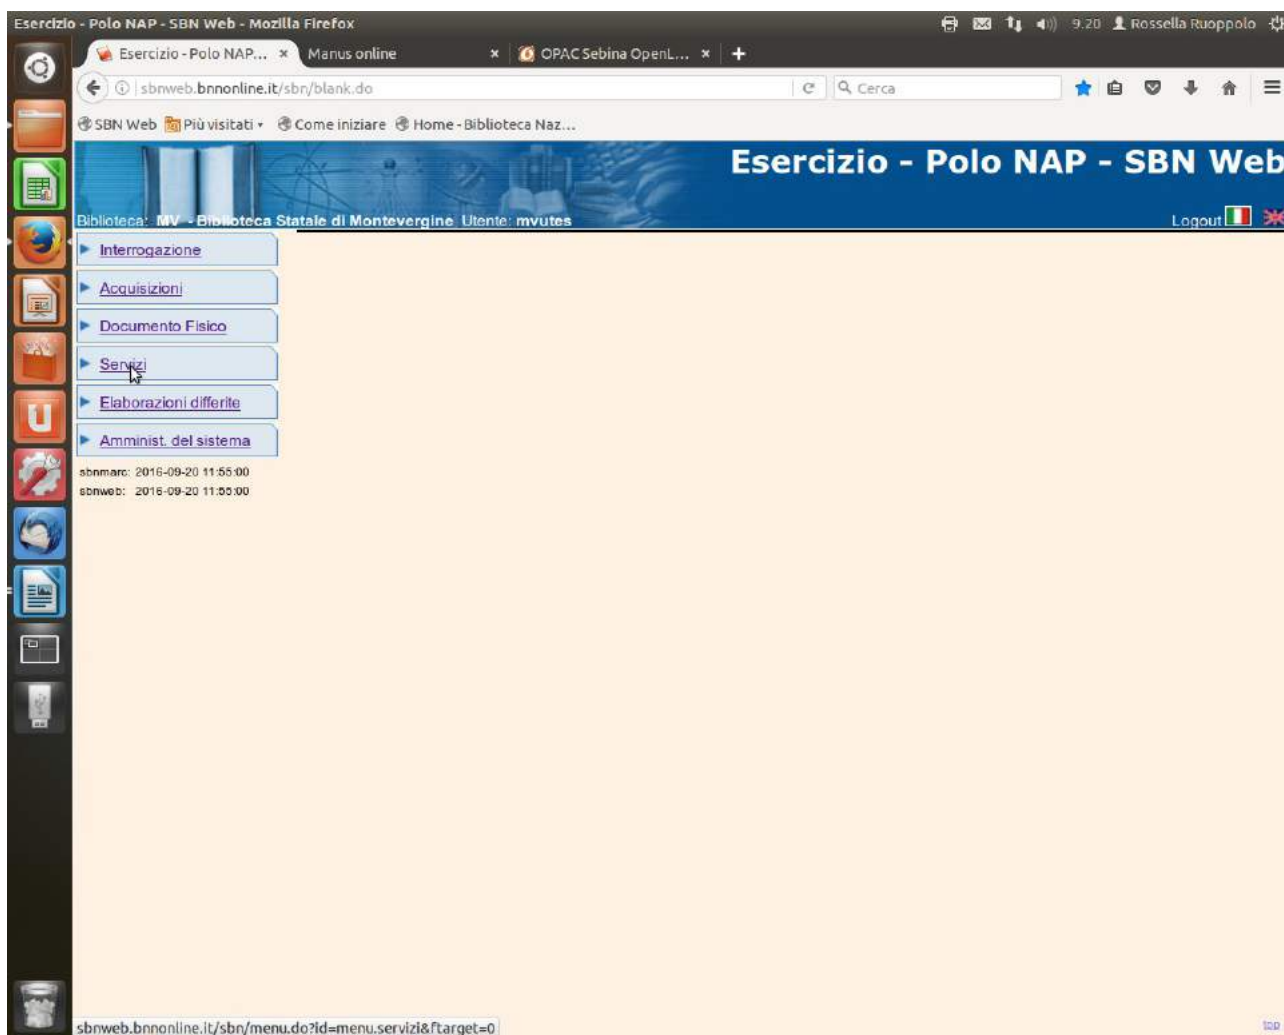 Esercizio - Polo NAP - SBN Web - Mozilla Firefox
9.20 Rossella Ruoppolo
Esercizio - Polo NAP... × Manus online × OPAC Sebina OpenL... × +
sbnweb.bnnonline.it/sbn/blank.do Cerca
SBN Web Più visitati Come iniziare Home - Biblioteca Naz...
Esercizio - Polo NAP - SBN Web
Biblioteca: MV - Biblioteca Statale di Montevergine Utente: mvutes Logout
Interrogazione
Acquisizioni
Documento Fisico
Servizi
Elaborazioni differite
Amminist. del sistema
sbnmarc: 2016-09-20 11:55:00
sbnweb: 2016-09-20 11:55:00
sbnweb.bnnonline.it/sbn/menu.do?id=menu.servizi&ftarget=0
top